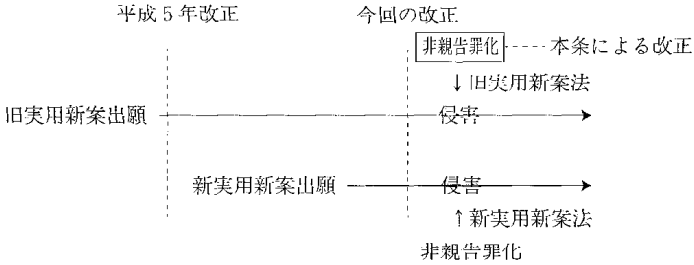 平成5年改正　今回の改正
非親告罪化　本条による改正
↓旧実用新案法
旧実用新案出願　侵害
新実用新案出願　侵害
↑新実用新案法
非親告罪化